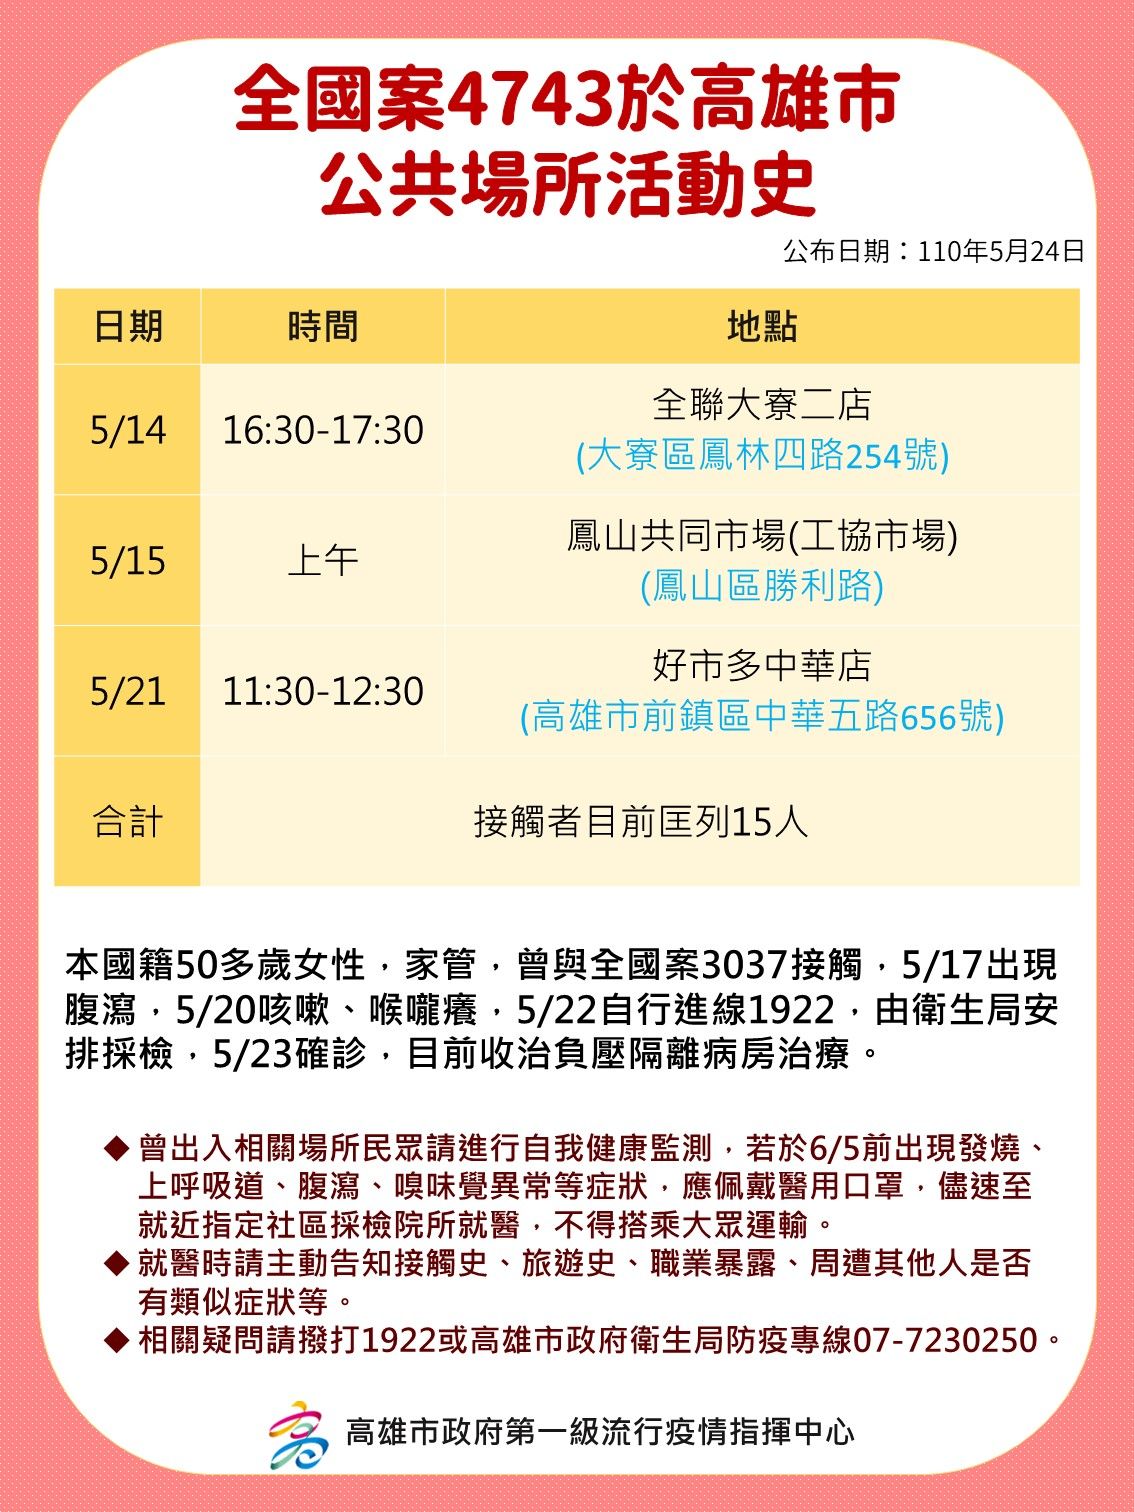 全國案4743於高雄市
公共場所活動史
公布日期：110年5月24日
日期 時間 地點
5/14 16:30-17:30 全聯大寮二店
(大寮區鳳林四路254號)
5/15 上午 鳳山共同市場(工協市場)
(鳳山區勝利路)
5/21 11:30-12:30 好市多中華店
(高雄市前鎮區中華五路656號)
合計 接觸者目前匡列15人
本國籍50多歲女性，家管，曾與全國案3037接觸，5/17出現
腹瀉，5/20咳嗽、喉嚨癢，5/22自行進線1922，由衛生局安
排採檢，5/23確診，目前收治負壓隔離病房治療。
◆曾出入相關場所民眾請進行自我健康監測，若於6/5前出現發燒、
上呼吸道、腹瀉、嗅味覺異常等症狀，應佩戴醫用口罩，儘速至
就近指定社區採檢院所就醫，不得搭乘大眾運輸。
◆就醫時請主動告知接觸史、旅遊史、職業暴露、周遭其他人是否
有類似症狀等。
◆相關疑問請撥打1922或高雄市政府衛生局防疫專線07-7230250。
高雄市政府第一級流行疫情指揮中心